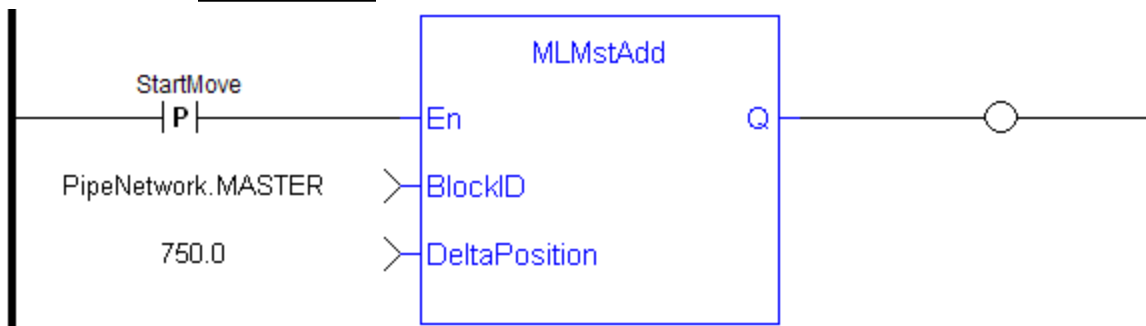 MLMstAdd
StartMove
P
En
Q
PipeNetwork.MASTER
BlockID
750.0
DeltaPosition